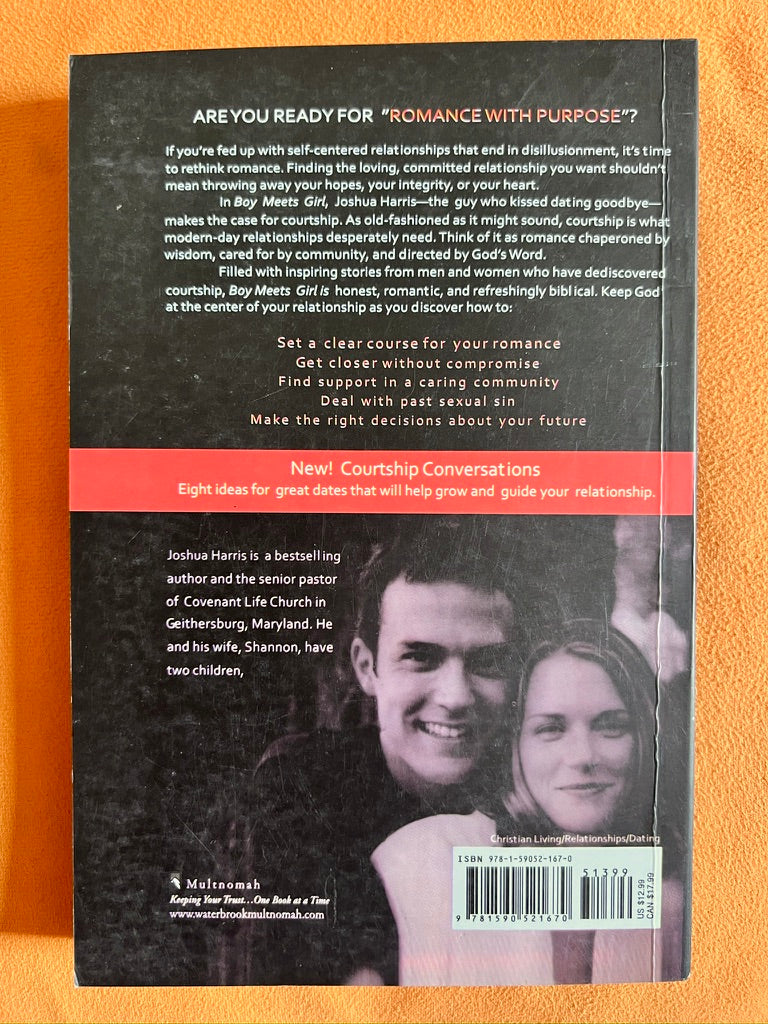 ARE YOU READY FOR "ROMANCE WITH PURPOSE"?
If you're fed up with self-centered relationships that end in disillusionment, it's time
to rethink romance. Finding the loving, committed relationship you want shouldn't
mean throwing away your hopes, your integrity, or your heart.
In Boy Meets Girl, Joshua Harris—the guy who kissed dating goodbye—
makes the case for courtship. As old-fashioned as it might sound, courtship is what
modern-day relationships desperately need. Think of it as romance chaperoned by
wisdom, cared for by community, and directed by God's Word.
Filled with inspiring stories from men and women who have dediscovered
courtship, Boy Meets Girl is honest, romantic, and refreshingly biblical. Keep God
at the center of your relationship as you discover how to:
Set a clear course for your romance
Get closer without compromise
Find support in a caring community
Deal with past sexual sin
Make the right decisions about your future
New! Courtship Conversations
Eight ideas for great dates that will help grow and guide your relationship.
Joshua Harris is a bestselling
author and the senior pastor
of Covenant Life Church in
Geithersburg, Maryland. He
and his wife, Shannon, have
two children,
Christian Living/Relationships/Dating
ISBN 978-1-59052-167-0
51399
9 781590 521670
US $12.99
CAN $17.99
Multnomah
Keeping Your Trust...One Book at a Time
www.waterbrookmultnomah.com